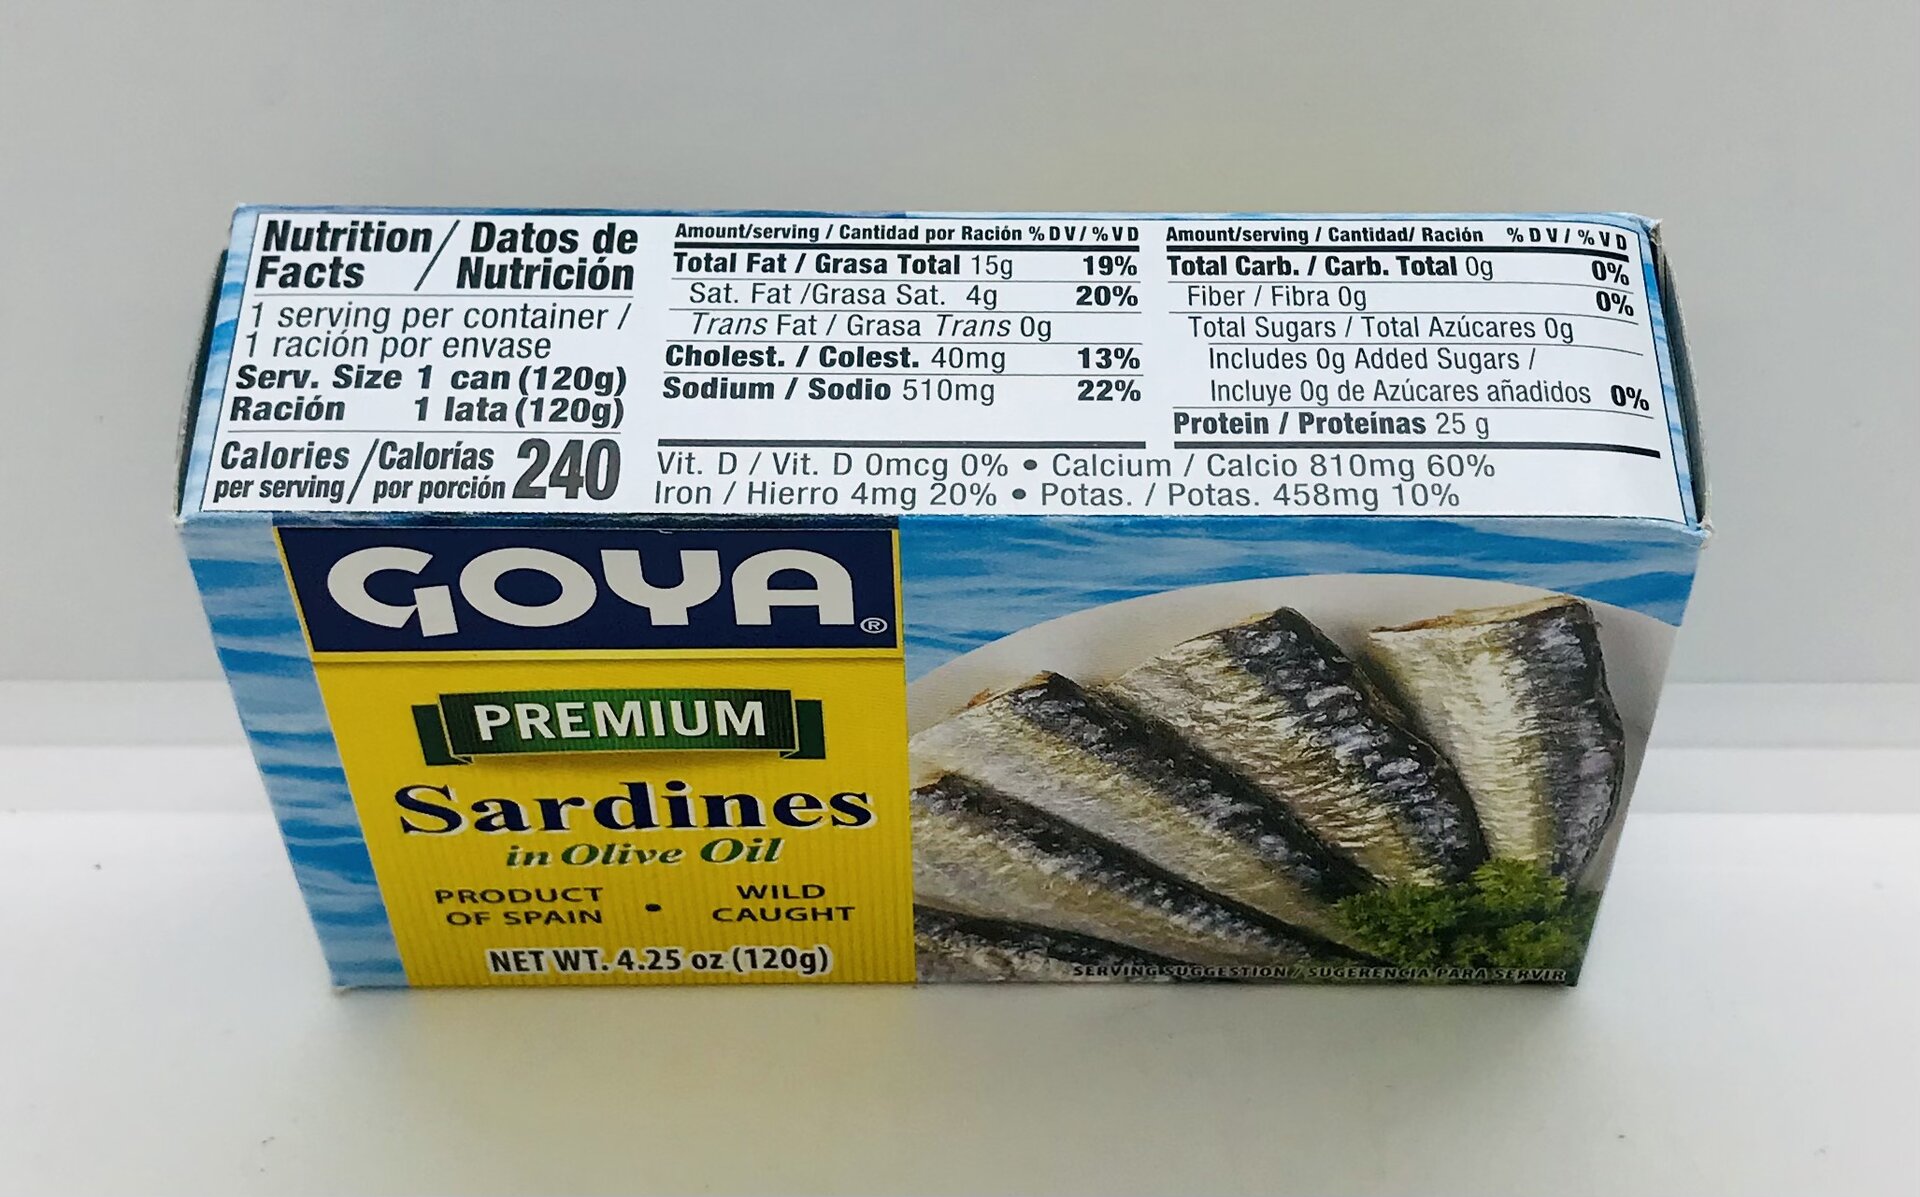 Nutrition / Datos de
Facts / Nutrición
1 serving per container /
1 ración por envase
Serv. Size 1 can (120g)
Ración 1 lata (120g)
Calories / Calorías 240
per serving / por porción
Amount/serving / Cantidad por Ración % DV / % VD
Total Fat / Grasa Total 15g 19%
Sat. Fat /Grasa Sat. 4g 20%
Trans Fat / Grasa Trans 0g
Cholest. / Colest. 40mg 13%
Sodium / Sodio 510mg 22%
Amount/serving / Cantidad/ Ración % DV / % VD
Total Carb. / Carb. Total 0g 0%
Fiber / Fibra 0g 0%
Total Sugars / Total Azúcares 0g
Includes 0g Added Sugars /
Incluye 0g de Azúcares añadidos 0%
Protein / Proteínas 25 g
Vit. D / Vit. D 0mcg 0% • Calcium / Calcio 810mg 60%
Iron / Hierro 4mg 20% • Potas. / Potas. 458mg 10%
GOYA®
PREMIUM
Sardines
in Olive Oil
PRODUCT OF SPAIN • WILD CAUGHT
NET WT. 4.25 oz (120g)
SERVING SUGGESTION / SUGERENCIA PARA SERVIR